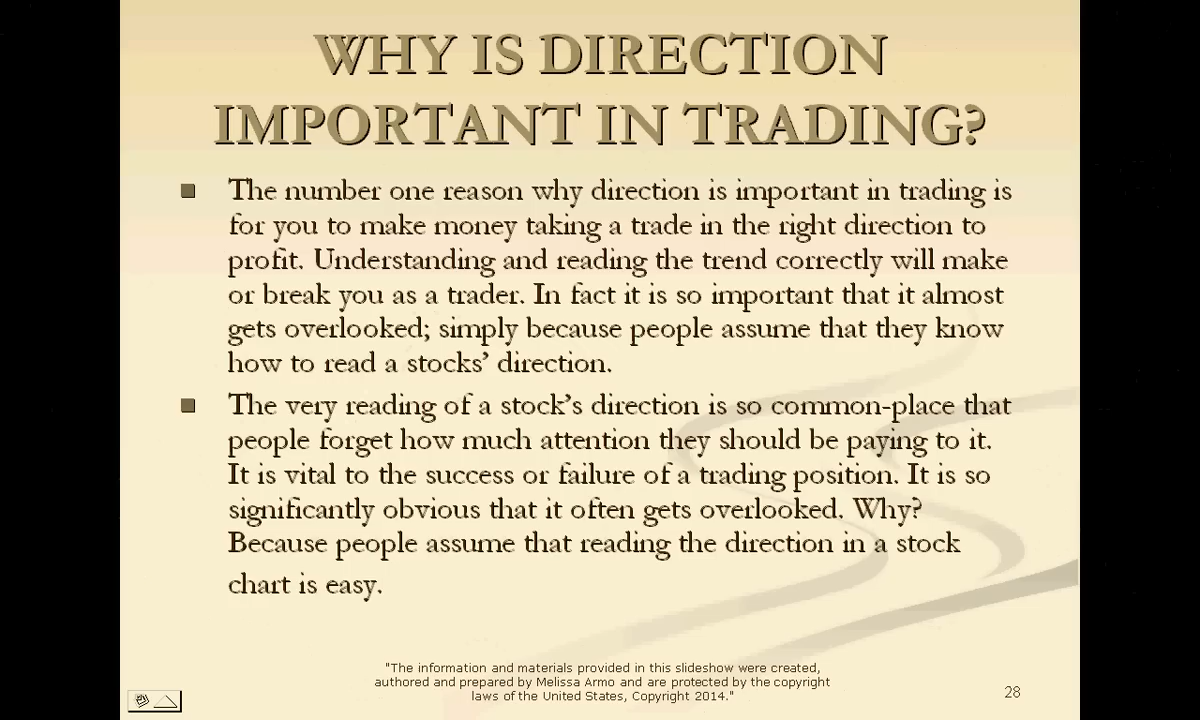 WHY IS DIRECTION
IMPORTANT IN TRADING?
The number one reason why direction is important in trading is
for you to make money taking a trade in the right direction to
profit. Understanding and reading the trend correctly will make
or break you as a trader. In fact it is so important that it almost
gets overlooked; simply because people assume that they know
how to read a stocks’ direction.
The very reading of a stock’s direction is so common-place that
people forget how much attention they should be paying to it.
It is vital to the success or failure of a trading position. It is so
significantly obvious that it often gets overlooked. Why?
Because people assume that reading the direction in a stock
chart is easy.
"The information and materials provided in this slideshow were created,
authored and prepared by Melissa Armo and are protected by the copyright
laws of the United States, Copyright 2014."
28